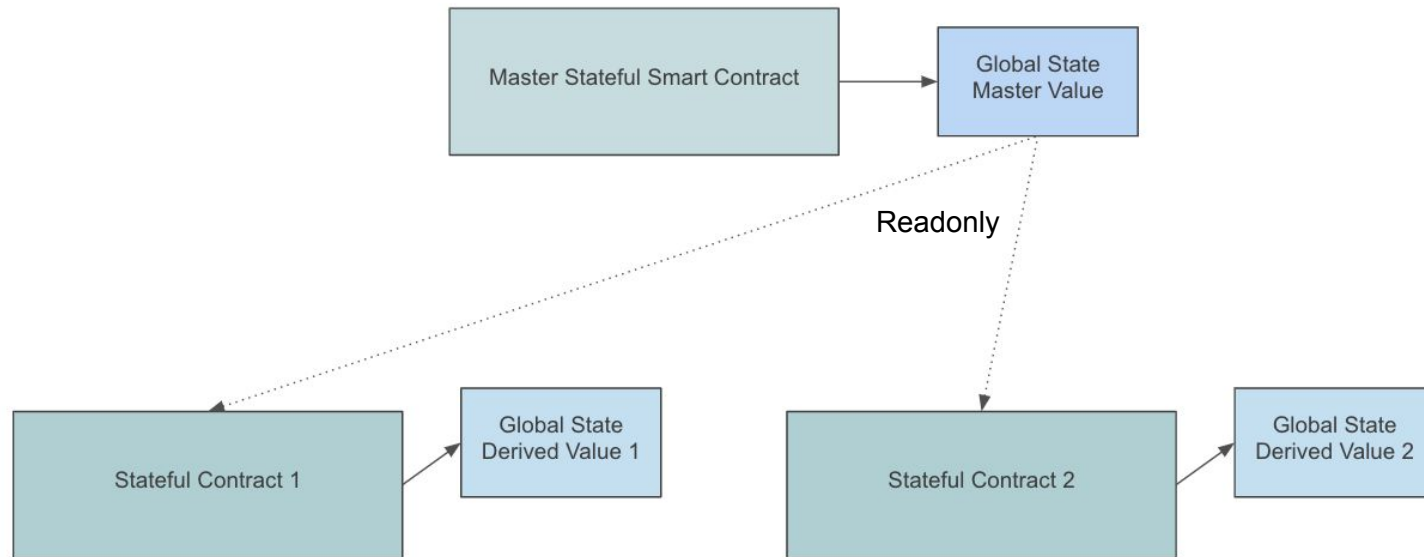 Master Stateful Smart Contract
Global State
Master Value
Readonly
Stateful Contract 1
Global State
Derived Value 1
Stateful Contract 2
Global State
Derived Value 2